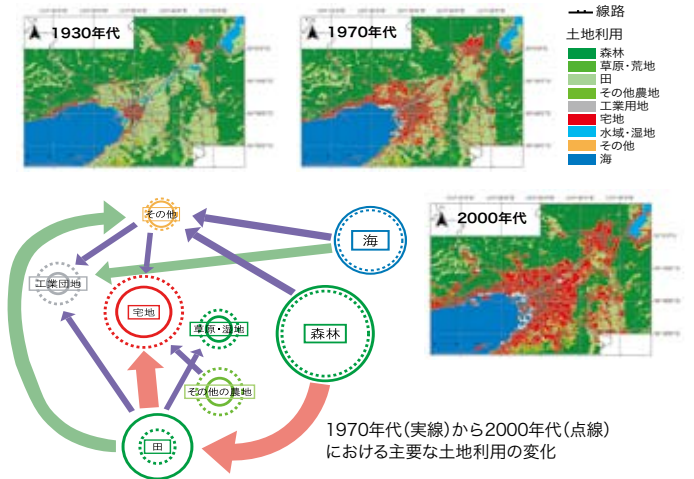 1930年代
1970年代
線路
土地利用
森林
草原・荒地
田
その他農地
工業用地
宅地
水域・湿地
その他
海
2000年代
その他
海
工業団地
宅地
草原・湿地
森林
その他の農地
田
1970年代(実線)から2000年代(点線)
における主要な土地利用の変化